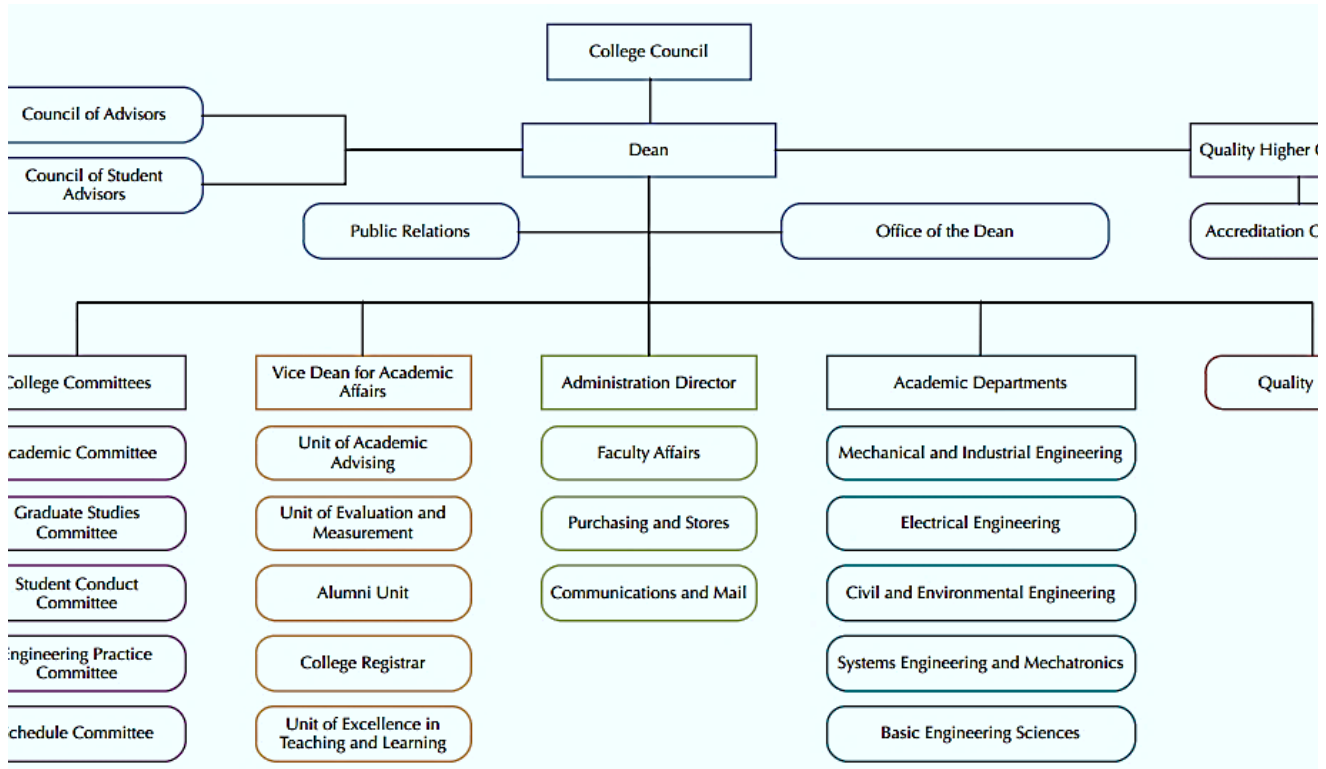 College Council
Council of Advisors
Dean
Quality Higher
Council of Student
Advisors
Public Relations
Office of the Dean
Accreditation
College Committees
Vice Dean for Academic
Affairs
Administration Director
Academic Departments
Quality
Academic Committee
Unit of Academic
Advising
Faculty Affairs
Mechanical and Industrial Engineering
Graduate Studies
Committee
Unit of Evaluation and
Measurement
Purchasing and Stores
Electrical Engineering
Student Conduct
Committee
Alumni Unit
Communications and Mail
Civil and Environmental Engineering
Engineering Practice
Committee
College Registrar
Systems Engineering and Mechatronics
Schedule Committee
Unit of Excellence in
Teaching and Learning
Basic Engineering Sciences